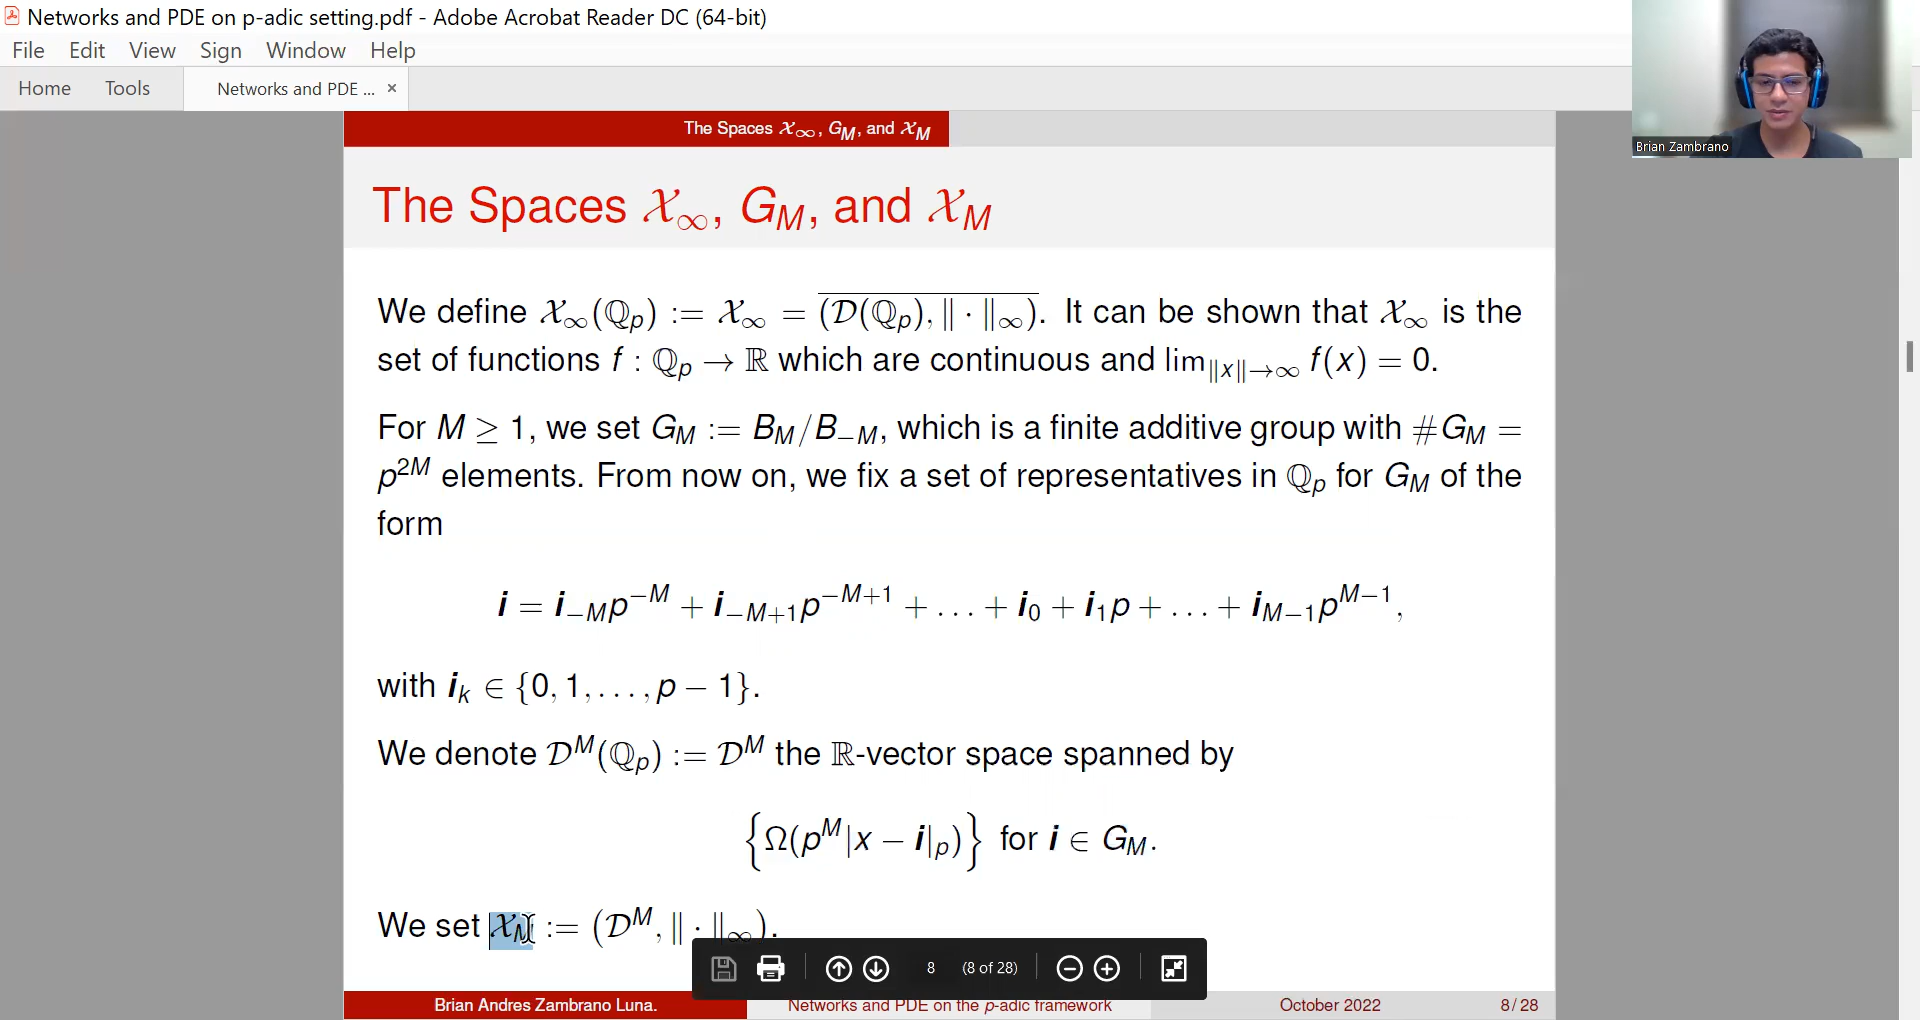 Networks and PDE on p-adic setting.pdf - Adobe Acrobat Reader DC (64-bit)
File Edit View Sign Window Help
Home Tools Networks and PDE ... ×
Brian Zambrano
The Spaces 𝒳_∞, G_M, and 𝒳_M
The Spaces 𝒳_∞, G_M, and 𝒳_M
We define 𝒳_∞(ℚ_p) := 𝒳_∞ = \overline{(𝒟(ℚ_p), ‖ · ‖_∞)}. It can be shown that 𝒳_∞ is the
set of functions f : ℚ_p → ℝ which are continuous and lim_{‖x‖→∞} f(x) = 0.
For M ≥ 1, we set G_M := B_M/B_{−M}, which is a finite additive group with #G_M =
p^{2M} elements. From now on, we fix a set of representatives in ℚ_p for G_M of the
form
i = i_{−M}p^{−M} + i_{−M+1}p^{−M+1} + … + i_0 + i_1p + … + i_{M−1}p^{M−1},
with i_k ∈ {0, 1, …, p − 1}.
We denote 𝒟^M(ℚ_p) := 𝒟^M the ℝ-vector space spanned by
{Ω(p^M|x − i|_p)} for i ∈ G_M.
We set 𝒳_M := (𝒟^M, ‖ · ‖_∞).
8 (8 of 28)
Brian Andres Zambrano Luna. Networks and PDE on the p-adic framework October 2022 8/28